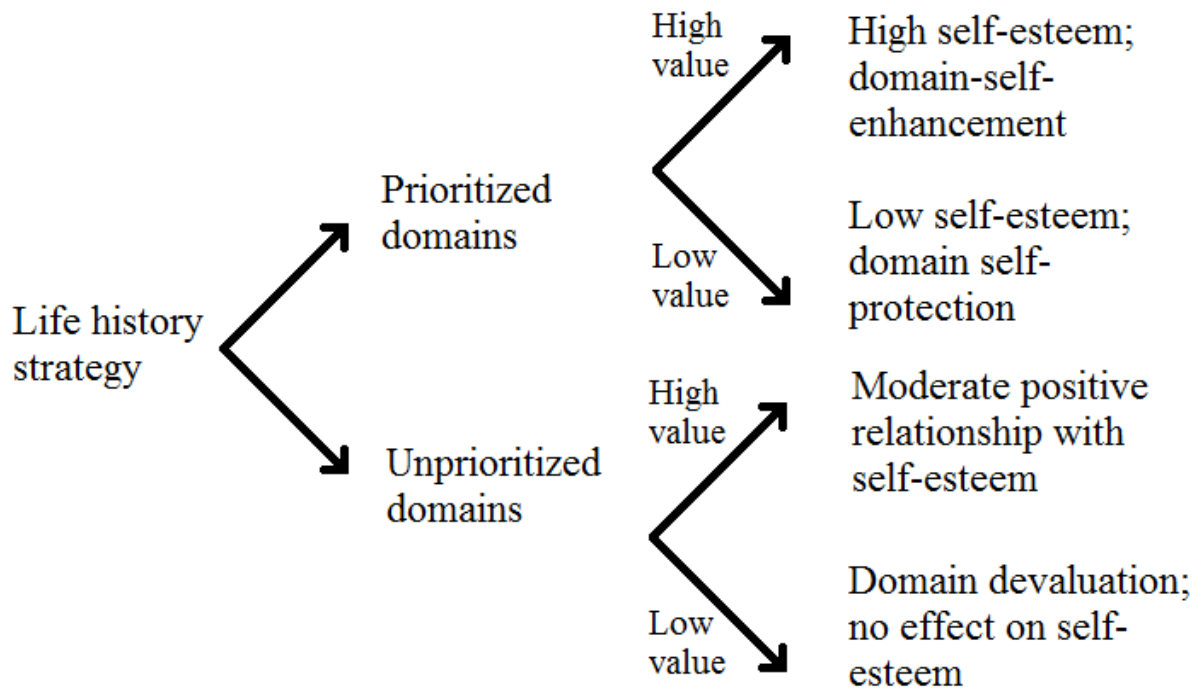 Life history
strategy
Prioritized
domains
Unprioritized
domains
High
value
Low
value
High
value
Low
value
High self-esteem;
domain-self-
enhancement
Low self-esteem;
domain self-
protection
Moderate positive
relationship with
self-esteem
Domain devaluation;
no effect on self-
esteem